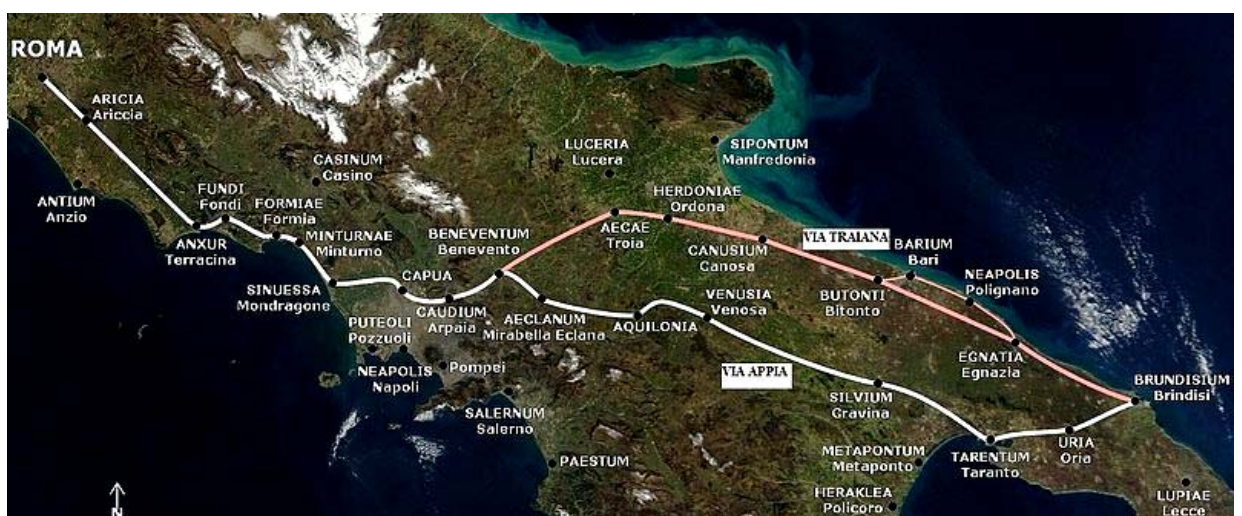 ROMA
ARICIA
Ariccia
ANTIUM
Anzio
FUNDI
Fondi
ANXUR
Terracina
CASINUM
Casino
FORMIAE
Formia
MINTURNAE
Minturno
SINUESSA
Mondragone
CAPUA
CAUDIUM
Arpaia
PUTEOLI
Pozzuoli
NEAPOLIS
Napoli
Pompei
SALERNUM
Salerno
PAESTUM
BENEVENTUM
Benevento
AECLANUM
Mirabella Eclana
AQUILONIA
VENUSIA
Venosa
LUCERIA
Lucera
SIPONTUM
Manfredonia
AECAE
Troia
HERDONIAE
Ordona
CANUSIUM
Canosa
VIA TRAIANA
BARIUM
Bari
BUTONTI
Bitonto
NEAPOLIS
Polignano
EGNATIA
Egnazia
BRUNDISIUM
Brindisi
VIA APPIA
SILVIUM
Gravina
METAPONTUM
Metaponto
HERAKLEA
Policoro
TARENTUM
Taranto
URIA
Oria
LUPIAE
Lecce
N